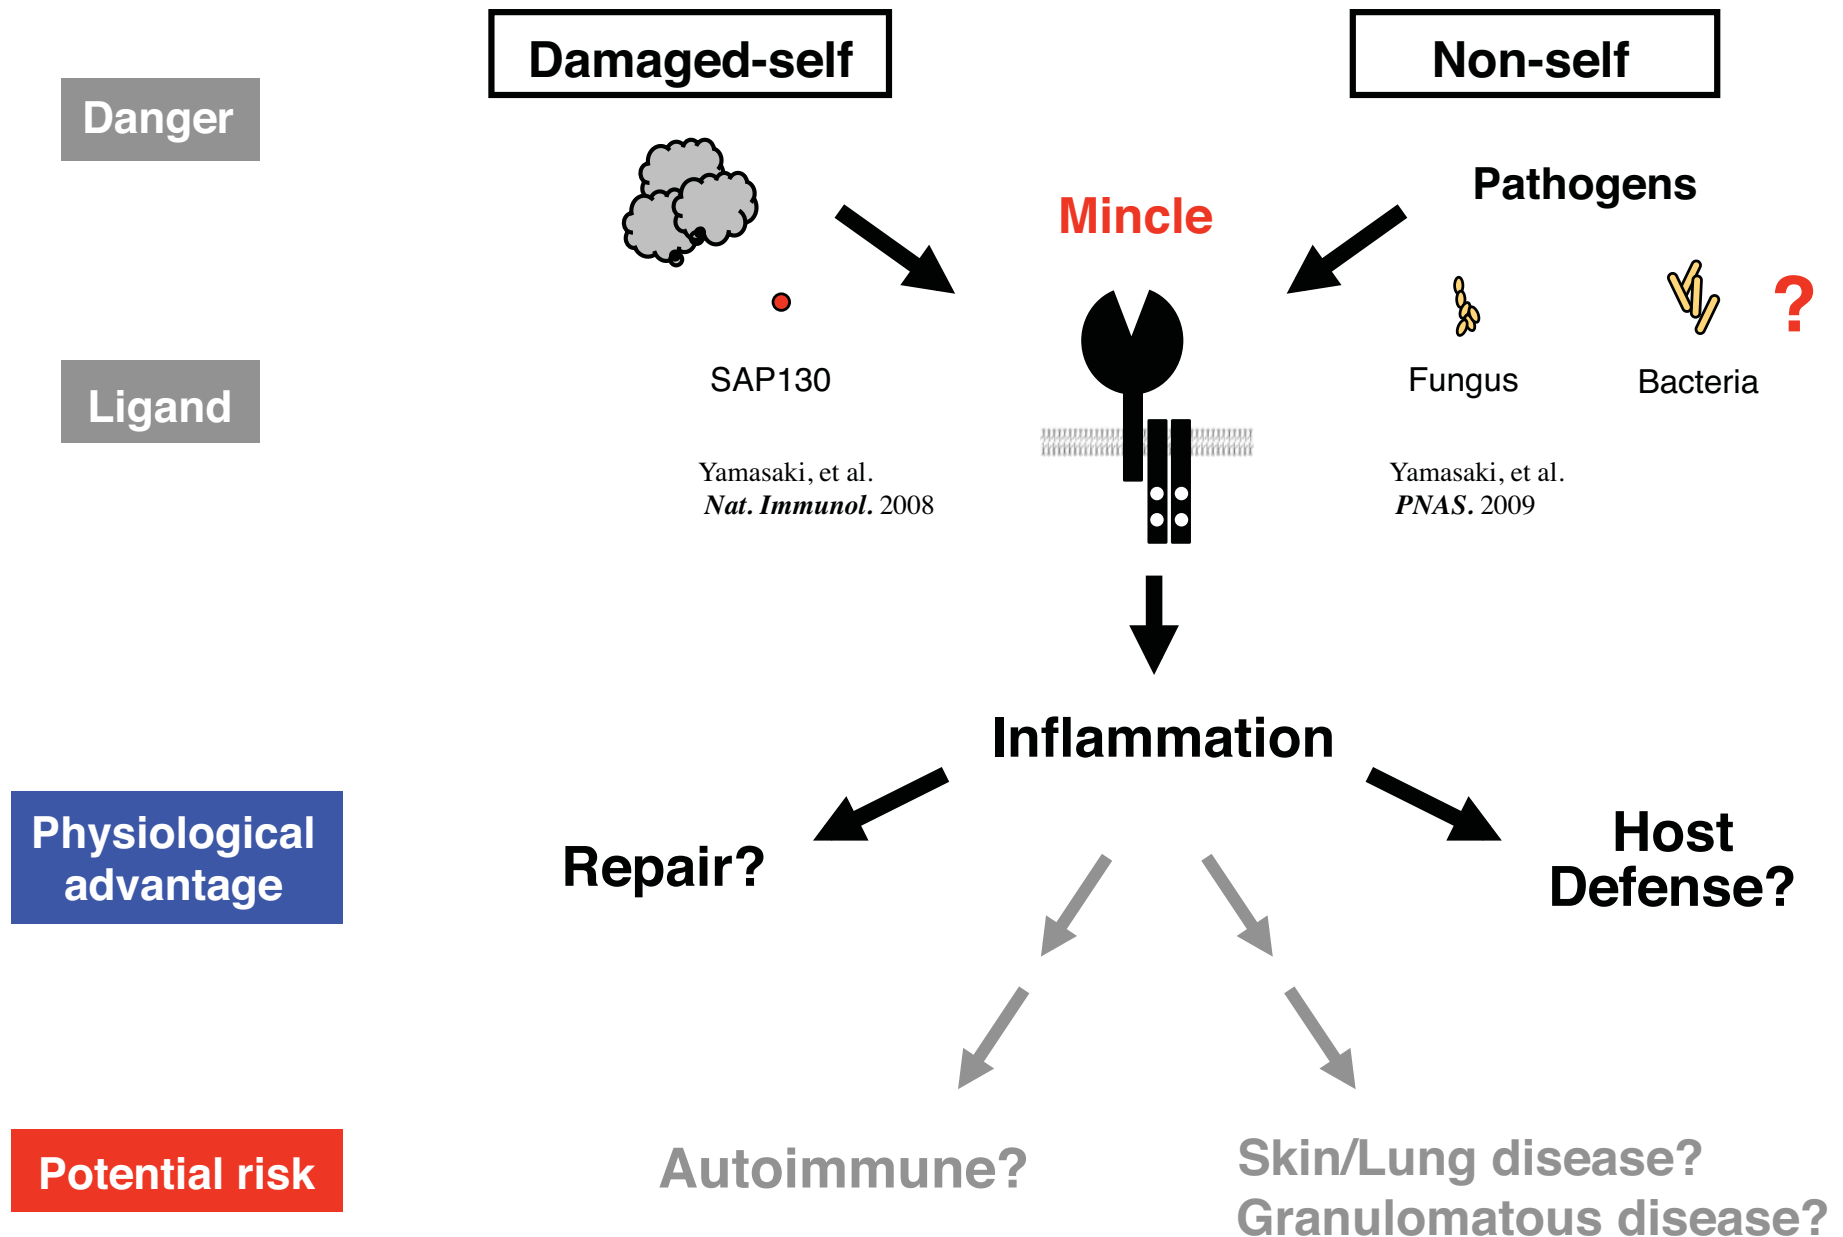 Damaged-self
Non-self
Danger
Pathogens
Mincle
?
SAP130
Fungus
Bacteria
Ligand
Yamasaki, et al.
Nat. Immunol. 2008
Yamasaki, et al.
PNAS. 2009
Inflammation
Physiological
advantage
Repair?
Host
Defense?
Potential risk
Autoimmune?
Skin/Lung disease?
Granulomatous disease?